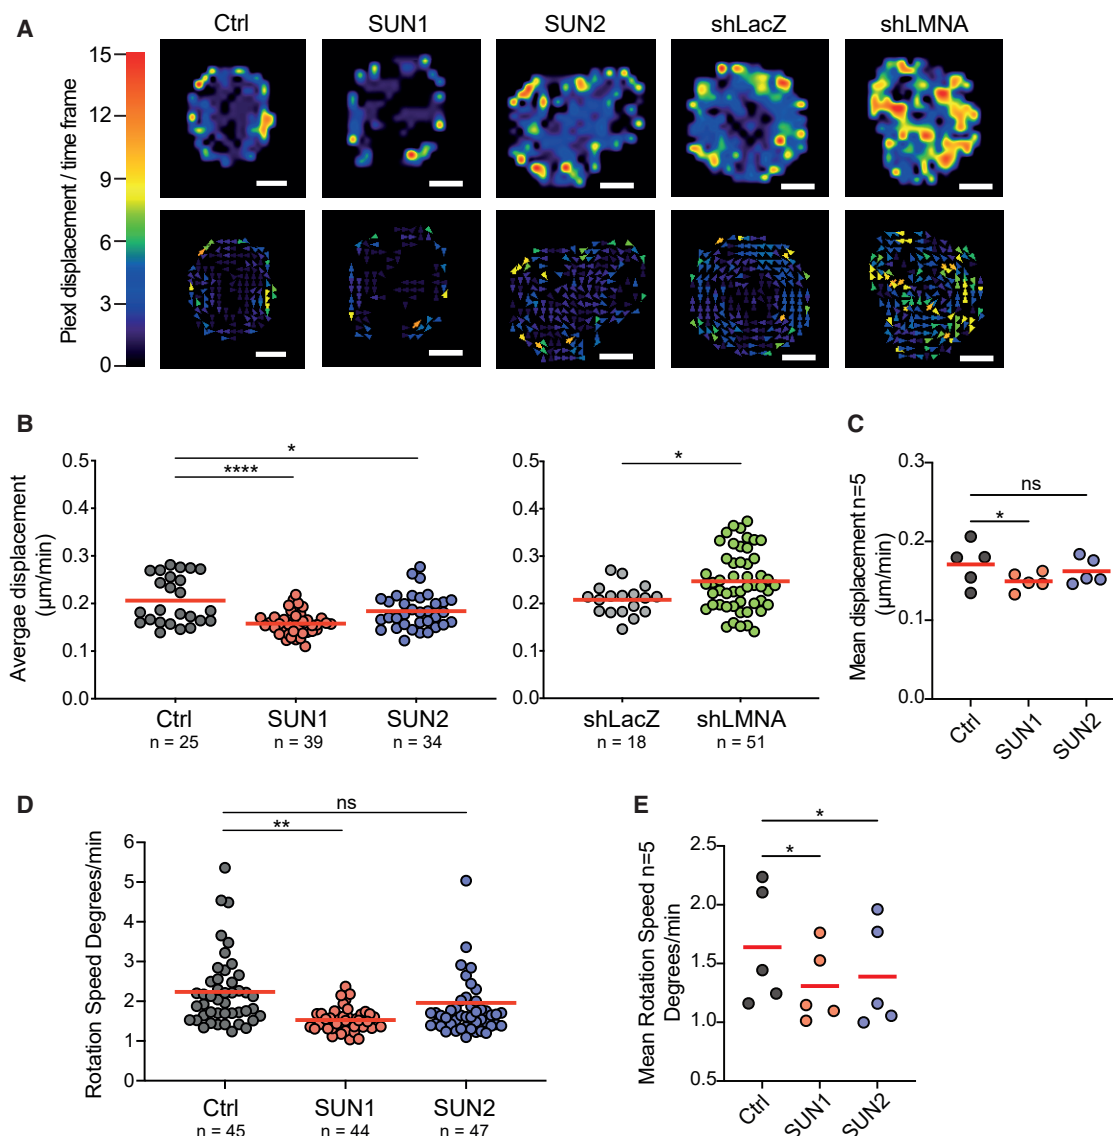 A
Ctrl
SUN1
SUN2
shLacZ
shLMNA
Piexl displacement / time frame
15
12
9
6
3
0
B
Avergae displacement
(μm/min)
0.5
0.4
0.3
0.2
0.1
0.0
*
****
Ctrl
n = 25
SUN1
n = 39
SUN2
n = 34
0.5
0.4
0.3
0.2
0.1
0.0
*
shLacZ
n = 18
shLMNA
n = 51
C
Mean displacement n=5
(μm/min)
0.3
0.2
0.1
0.0
ns
*
Ctrl
SUN1
SUN2
D
Rotation Speed Degrees/min
6
5
4
3
2
1
0
ns
**
Ctrl
n = 45
SUN1
n = 44
SUN2
n = 47
E
Mean Rotation Speed n=5
Degrees/min
2.5
2.0
1.5
1.0
0.5
*
*
Ctrl
SUN1
SUN2